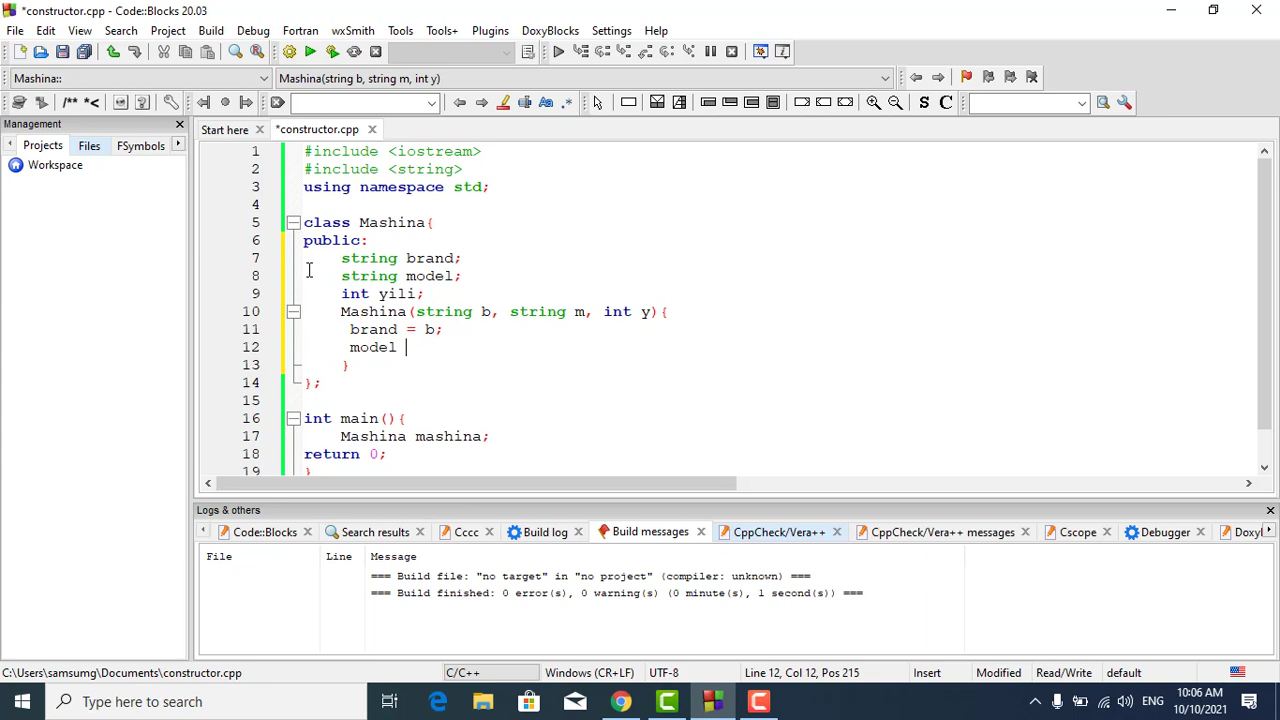 *constructor.cpp - Code::Blocks 20.03
File Edit View Search Project Build Debug Fortran wxSmith Tools Tools+ Plugins DoxyBlocks Settings Help
Mashina:: Mashina(string b, string m, int y)
/** *< S C
Management
Projects Files FSymbols
Workspace
Start here *constructor.cpp
1 #include <iostream>
2 #include <string>
3 using namespace std;
4
5 class Mashina{
6 public:
7 string brand;
8 string model;
9 int yili;
10 Mashina(string b, string m, int y){
11 brand = b;
12 model
13 }
14 };
15
16 int main(){
17 Mashina mashina;
18 return 0;
19 }
Logs & others
Code::Blocks Search results Cccc Build log Build messages CppCheck/Vera++ CppCheck/Vera++ messages Cscope Debugger DoxyI
File Line Message
=== Build file: "no target" in "no project" (compiler: unknown) ===
=== Build finished: 0 error(s), 0 warning(s) (0 minute(s), 1 second(s)) ===
C:\Users\samsumg\Documents\constructor.cpp C/C++ Windows (CR+LF) UTF-8 Line 12, Col 12, Pos 215 Insert Modified Read/Write default
Type here to search ENG 10:06 AM
10/10/2021